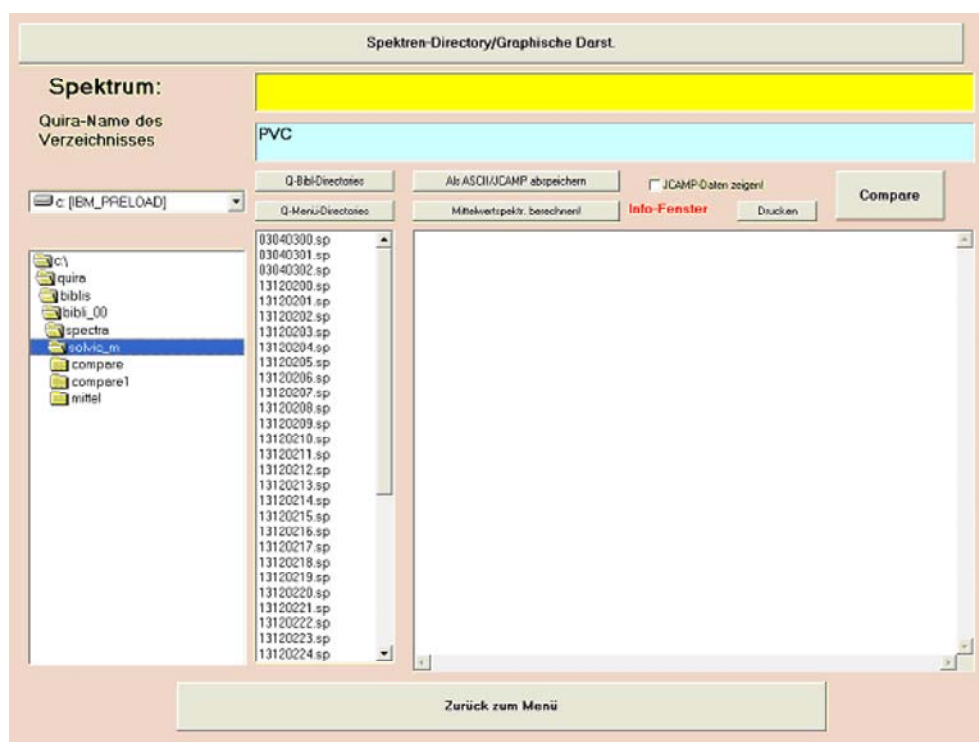 Spektren-Directory/Graphische Darst.
Spektrum:
Quira-Name des
Verzeichnisses
PVC
Q-Bibl-Directories
Als ASCII/JCAMP abspeichern
JCAMP-Daten zeigen!
Compare
c: [IBM_PRELOAD]
Q-Menü-Directories
Mittelwertspektr. berechnen!
Info-Fenster
Drucken
c:\
quira
biblis
bibli_00
spectra
solvic_m
compare
compare1
mittel
03040300.sp
03040301.sp
03040302.sp
13120200.sp
13120201.sp
13120202.sp
13120203.sp
13120204.sp
13120205.sp
13120206.sp
13120207.sp
13120208.sp
13120209.sp
13120210.sp
13120211.sp
13120212.sp
13120213.sp
13120214.sp
13120215.sp
13120216.sp
13120217.sp
13120218.sp
13120219.sp
13120220.sp
13120221.sp
13120222.sp
13120223.sp
13120224.sp
Zurück zum Menü